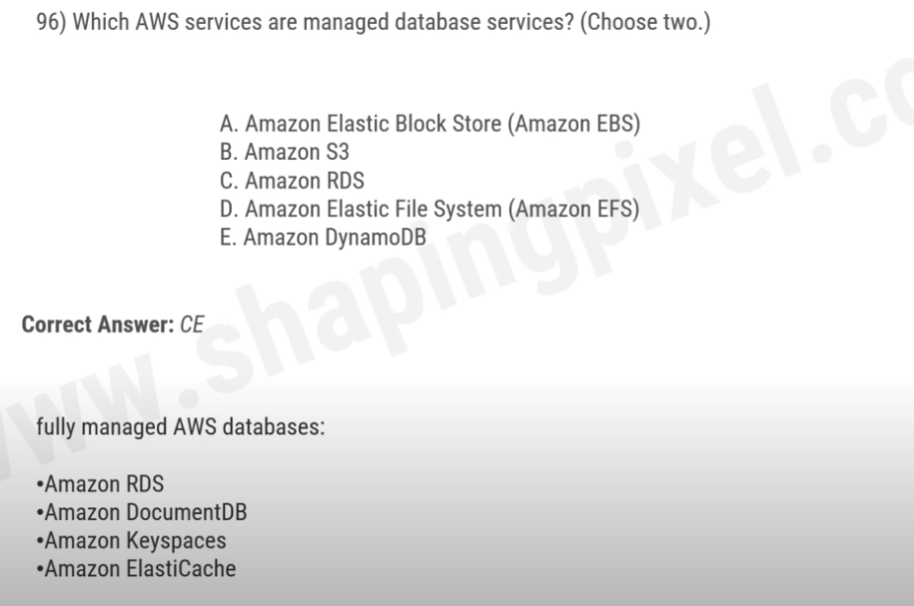 96) Which AWS services are managed database services? (Choose two.)
A. Amazon Elastic Block Store (Amazon EBS)
B. Amazon S3
C. Amazon RDS
D. Amazon Elastic File System (Amazon EFS)
E. Amazon DynamoDB
Correct Answer: CE
fully managed AWS databases:
•Amazon RDS
•Amazon DocumentDB
•Amazon Keyspaces
•Amazon ElastiCache
www.shapingpixel.co